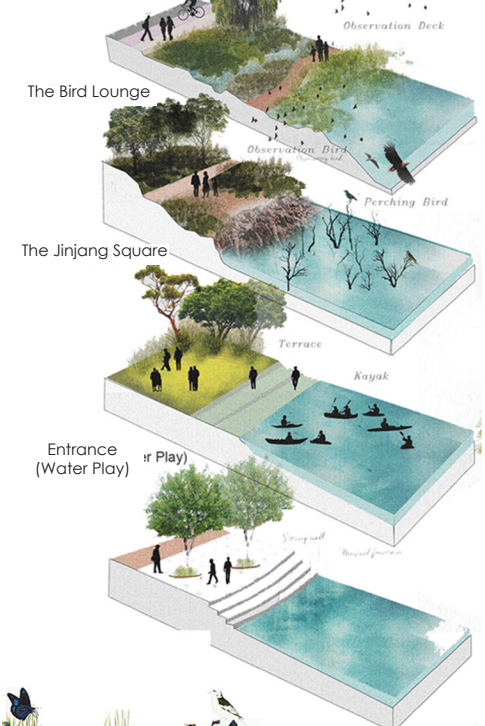 Observation Deck
The Bird Lounge
Observation Bird
Perching Bird
The Jinjang Square
Terrace
Kayak
Entrance
(Water Play)
er Play)
Musical fountain